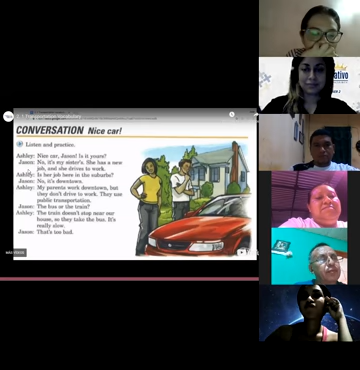 CONVERSATION Nice car!
Listen and practice.
Ashley: Nice car, Jason! Is it yours?
Jason: No, it's my sister's. She has a new
job, and she drives to work.
Ashley: Is her job here in the suburbs?
Jason: No, it's downtown.
Ashley: My parents work downtown, but
they don't drive to work. They use
public transportation.
Jason: The bus or the train?
Ashley: The train doesn't stop near our
house, so they take the bus. It's
really slow.
Jason: That's too bad.